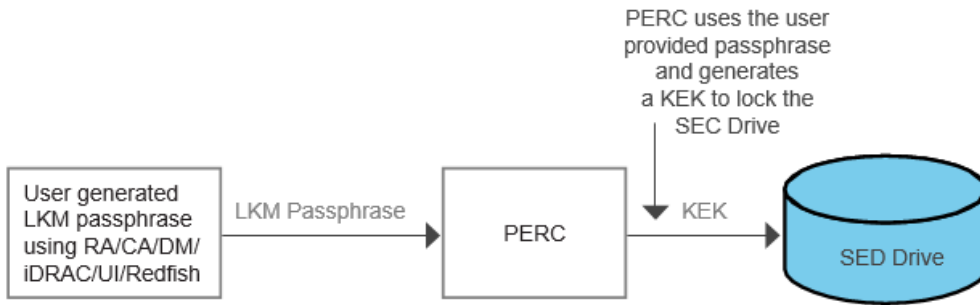 PERC uses the user
provided passphrase
and generates
a KEK to lock the
SEC Drive
User generated
LKM passphrase
using RA/CA/DM/
iDRAC/UI/Redfish
LKM Passphrase
PERC
KEK
SED Drive